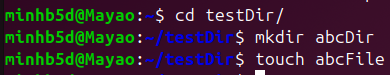 minhb5d@Mayao:~$ cd testDir/
minhb5d@Mayao:~/testDir$ mkdir abcDir
minhb5d@Mayao:~/testDir$ touch abcFile